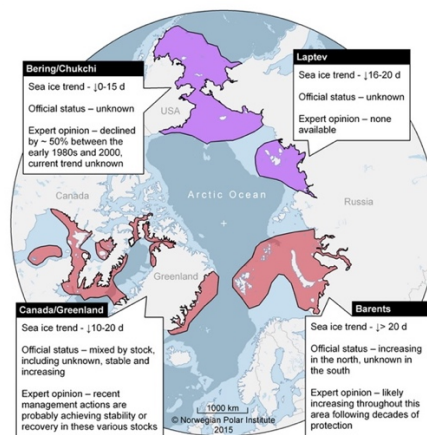 Bering/Chukchi
Sea ice trend - ↓0-15 d
Official status – unknown
Expert opinion – declined
by ~ 50% between the
early 1980s and 2000,
current trend unknown
Laptev
Sea ice trend - ↓16-20 d
Official status – unknown
Expert opinion – none
available
USA
Arctic Ocean
Canada
Russia
Greenland
Canada/Greenland
Sea ice trend - ↓10-20 d
Official status – mixed by stock,
including unknown, stable and
increasing
Expert opinion – recent
management actions are
probably achieving stability or
recovery in these various stocks
Barents
Sea ice trend - ↓> 20 d
Official status – increasing
in the north, unknown in
the south
Expert opinion – likely
increasing throughout this
area following decades of
protection
1000 km
© Norwegian Polar Institute
2015